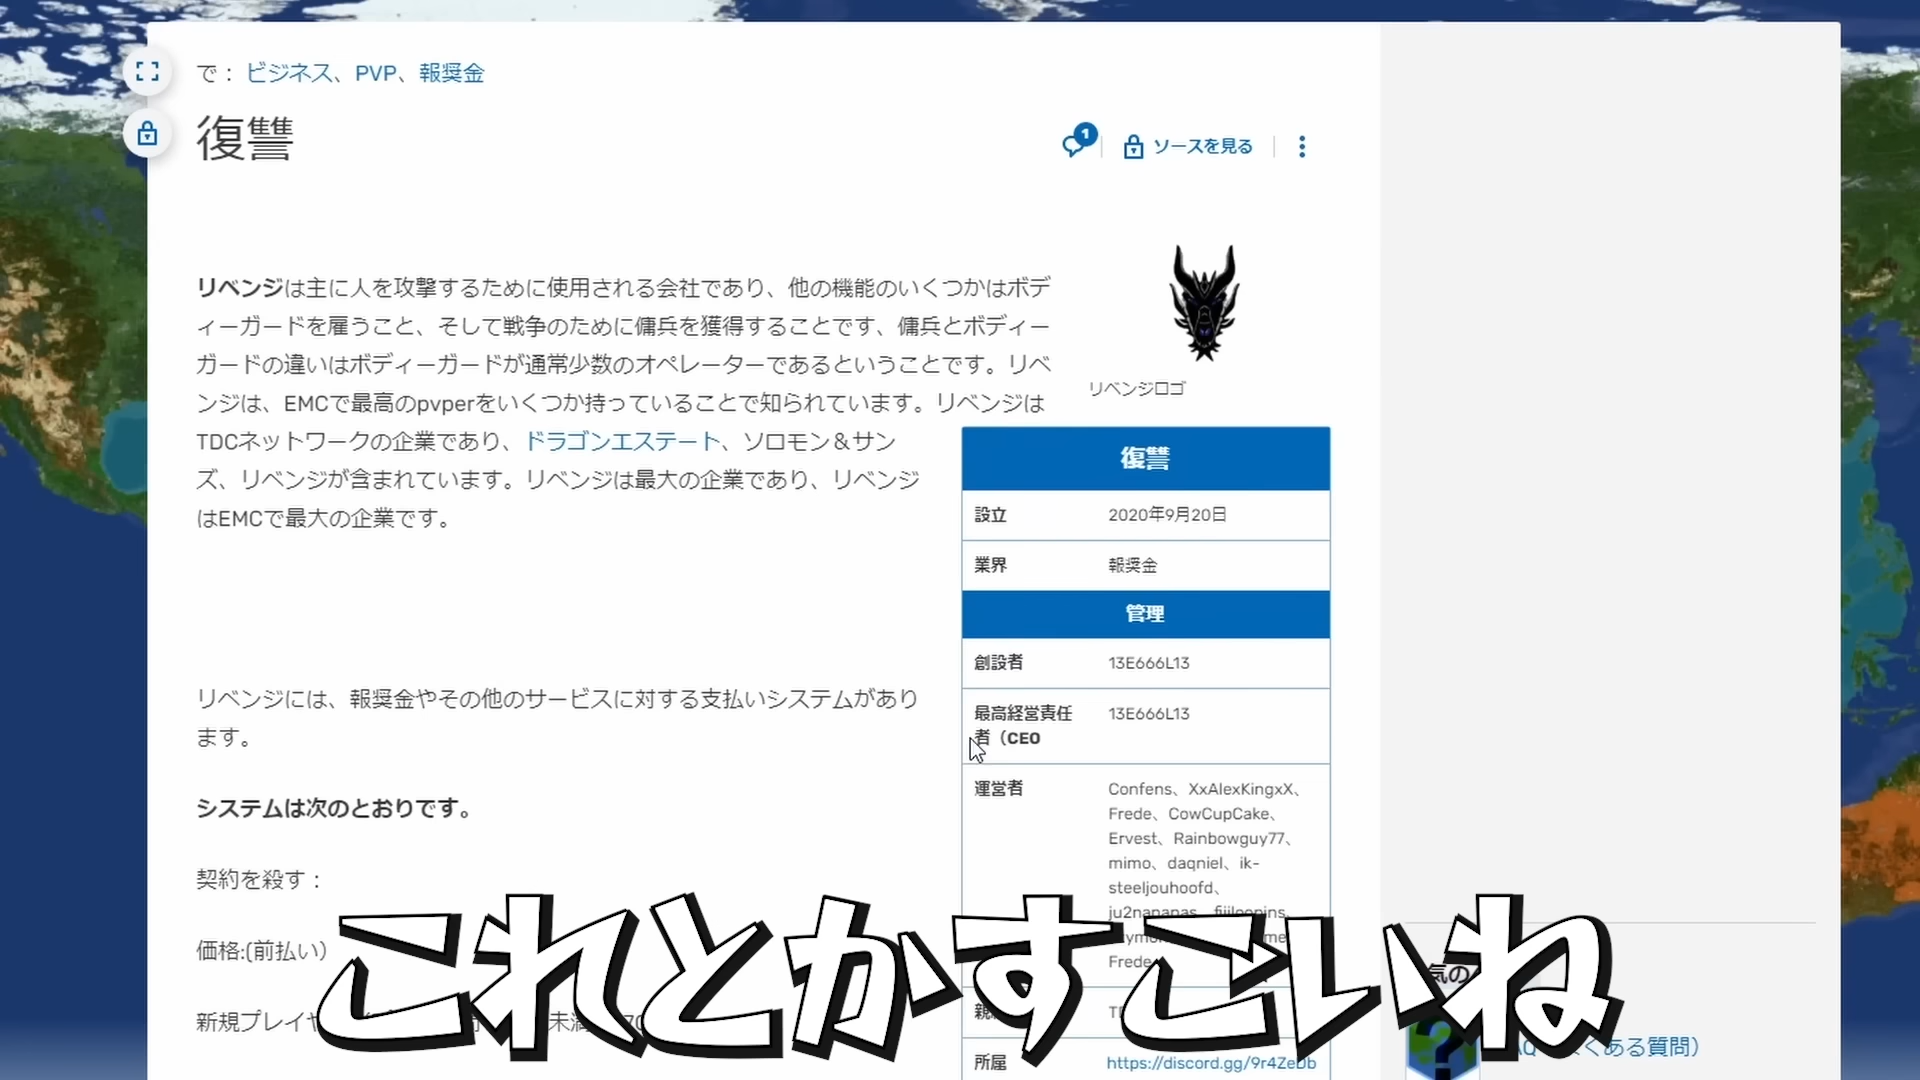 で： ビジネス、PVP、報奨金
復讐
1
ソースを見る
リベンジは主に人を攻撃するために使用される会社であり、他の機能のいくつかはボデ
ィーガードを雇うこと、そして戦争のために傭兵を獲得することです、傭兵とボディー
ガードの違いはボディーガードが通常少数のオペレーターであるということです。リベ
ンジは、EMCで最高のpvperをいくつか持っていることで知られています。リベンジは
TDCネットワークの企業であり、ドラゴンエステート、ソロモン＆サン
ズ、リベンジが含まれています。リベンジは最大の企業であり、リベンジ
はEMCで最大の企業です。
リベンジロゴ
復讐
設立 2020年9月20日
業界 報奨金
管理
創設者 13E666L13
最高経営責任
者（CEO
13E666L13
運営者
Confens、XxAlexKingxX、
Frede、CowCupCake、
Ervest、Rainbowguy77、
mimo、daqniel、ik-
steeljouhoofd、
Frede
所属 https://discord.gg/9r4ZeDb
リベンジには、報奨金やその他のサービスに対する支払いシステムがあり
ます。
システムは次のとおりです。
契約を殺す：
価格:(前払い)
新規プレイヤ
これとかすこいね
気の
くある質問）